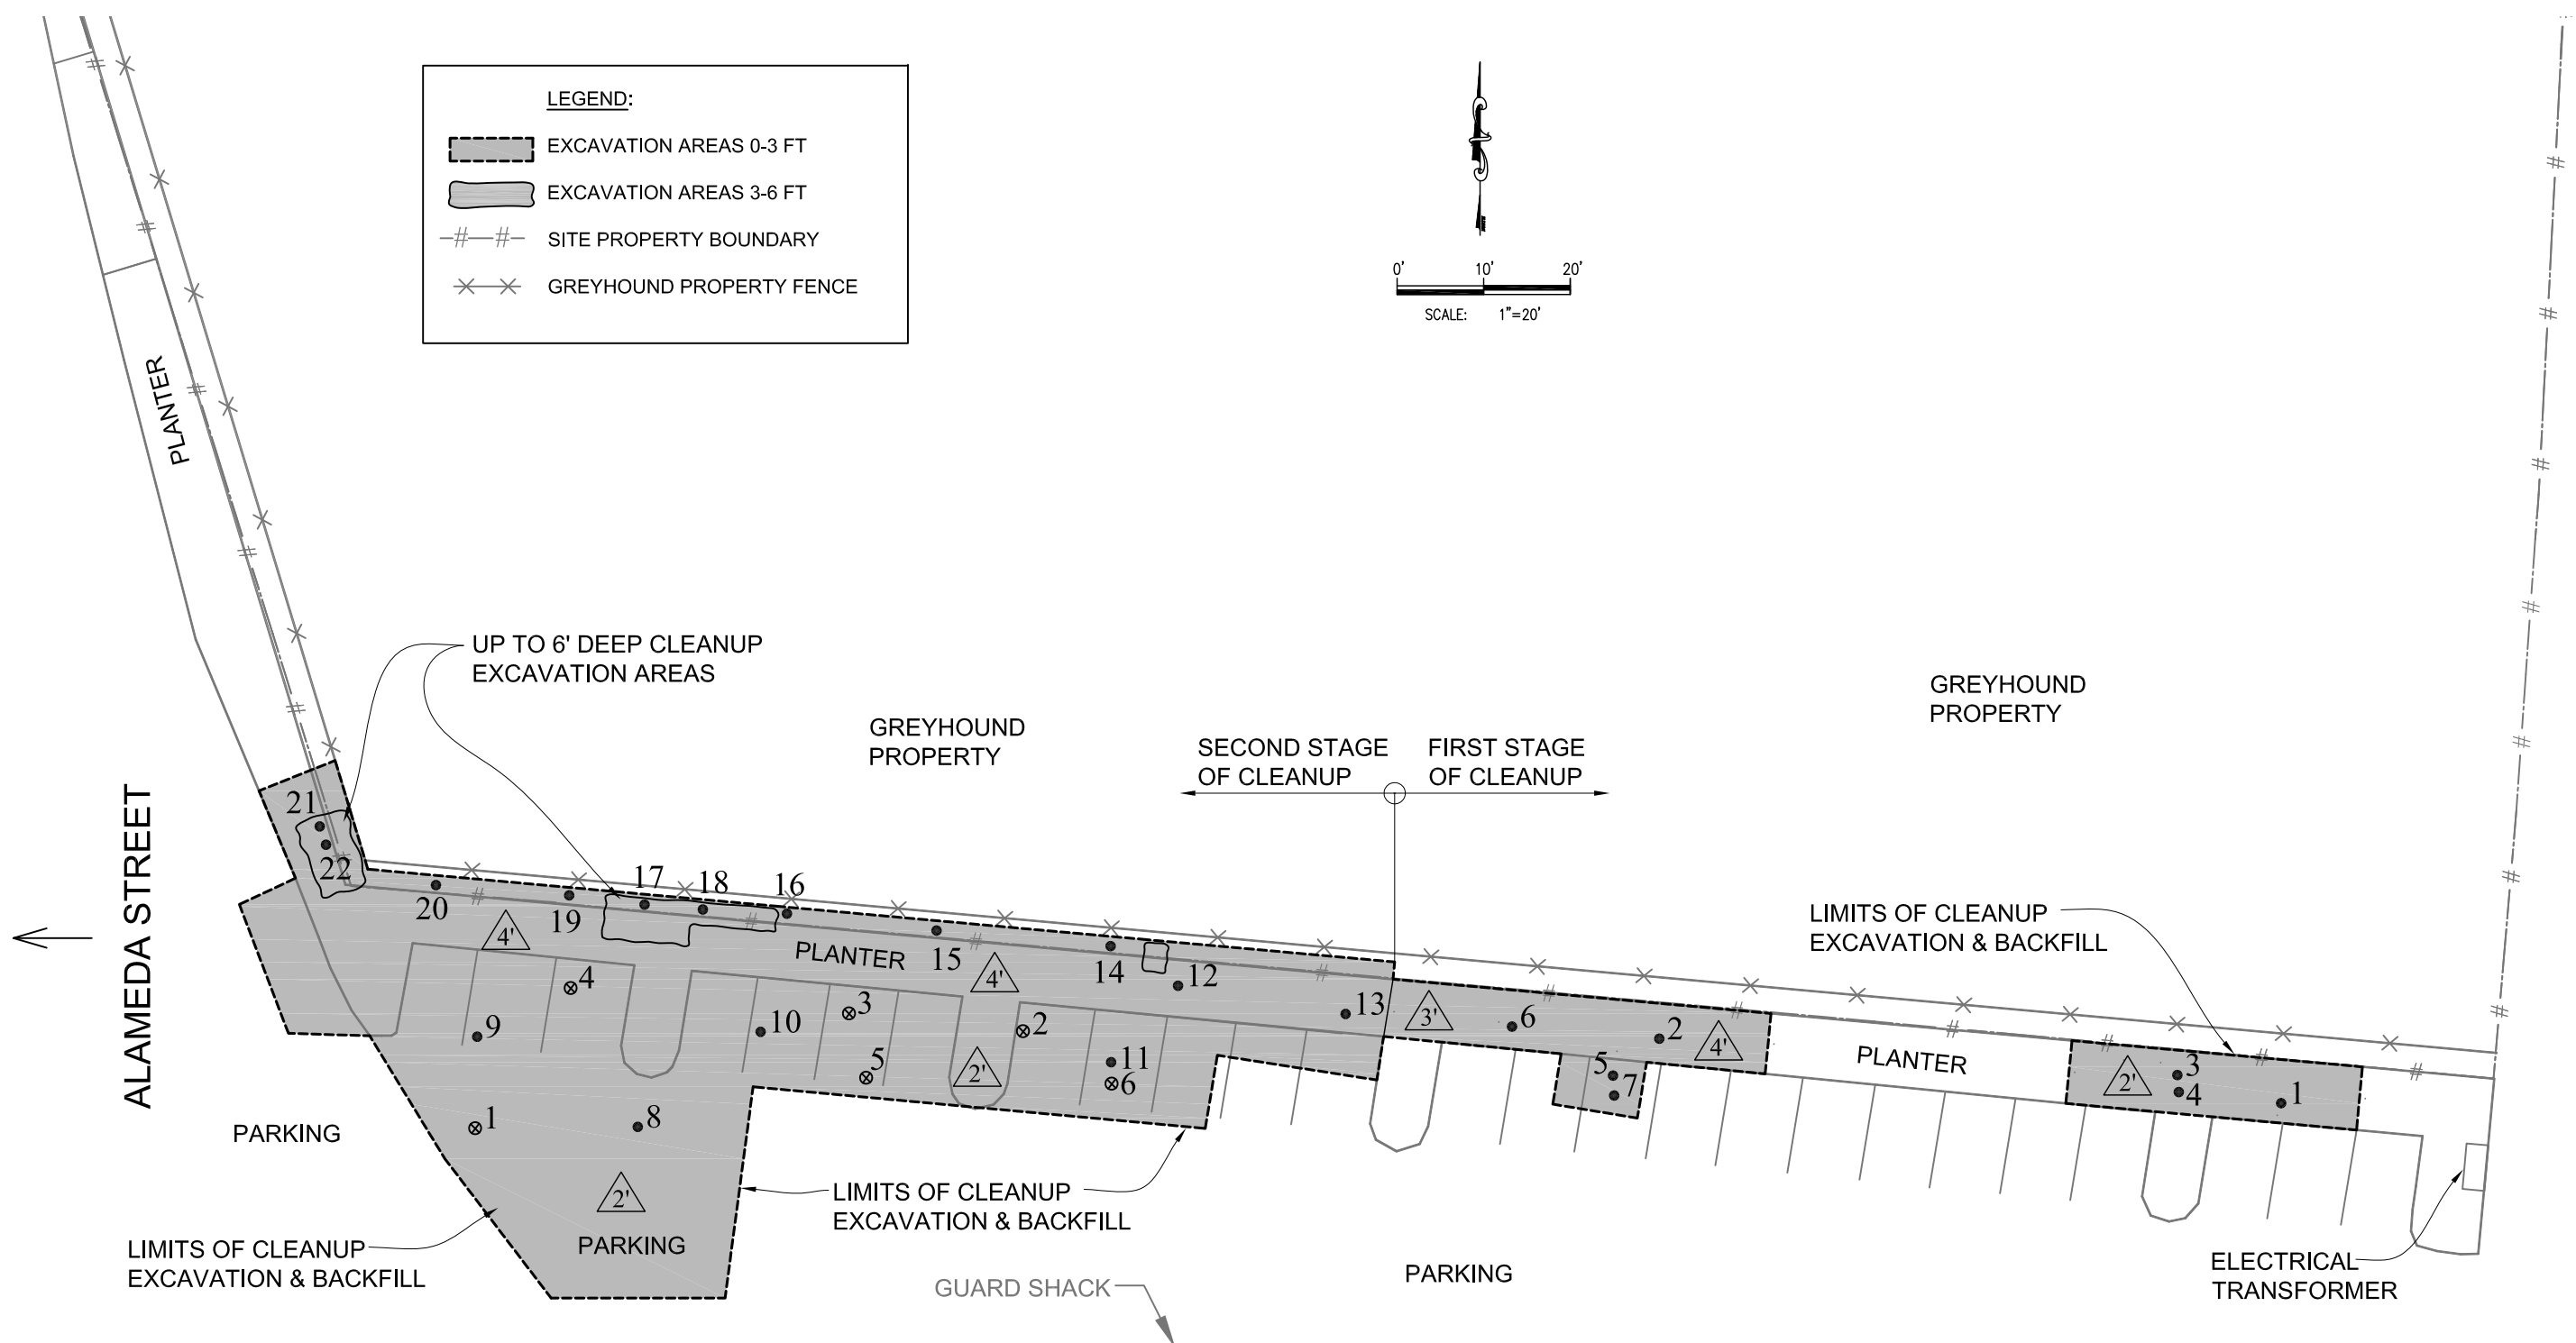 LEGEND:
EXCAVATION AREAS 0-3 FT
EXCAVATION AREAS 3-6 FT
-#-#- SITE PROPERTY BOUNDARY
GREYHOUND PROPERTY FENCE
0' 10' 20'
SCALE: 1"=20'
PLANTER
UP TO 6' DEEP CLEANUP
EXCAVATION AREAS
GREYHOUND
PROPERTY
SECOND STAGE
OF CLEANUP
FIRST STAGE
OF CLEANUP
GREYHOUND
PROPERTY
ALAMEDA STREET
21
22
20
19
17
18
16
15
14
12
13
4'
PLANTER
4'
3'
6
2
4'
5
7
PLANTER
LIMITS OF CLEANUP
EXCAVATION & BACKFILL
2'
3
4
1
4
9
10
3
5
2
2'
11
6
1
8
PARKING
2'
PARKING
LIMITS OF CLEANUP
EXCAVATION & BACKFILL
LIMITS OF CLEANUP
EXCAVATION & BACKFILL
GUARD SHACK
PARKING
ELECTRICAL
TRANSFORMER